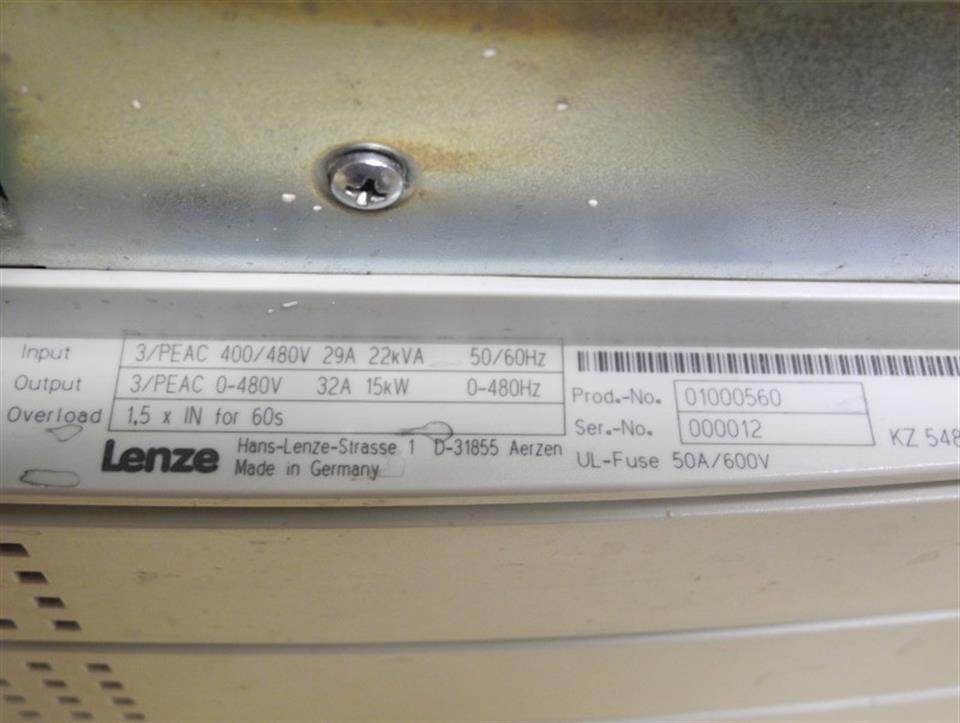 Input 3/PEAC 400/480V 29A 22kVA 50/60Hz
Output 3/PEAC 0-480V 32A 15kW 0-480Hz
Overload 1,5 x IN for 60s
Lenze Hans-Lenze-Strasse 1 D-31855 Aerzen
Made in Germany
Prod.-No. 01000560
Ser.-No. 000012
UL-Fuse 50A/600V
KZ 548